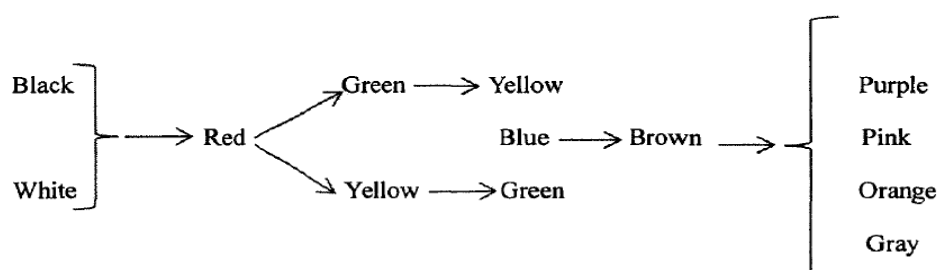 Black
White
Red
Green
Yellow
Yellow
Green
Blue
Brown
Purple
Pink
Orange
Gray